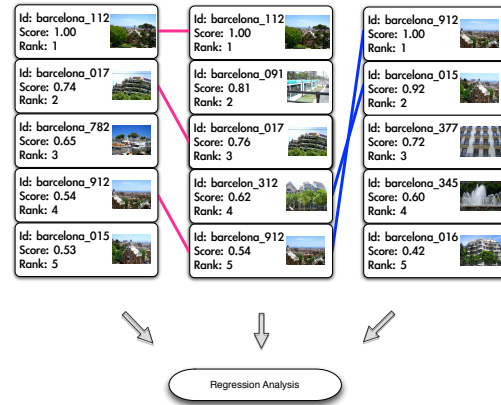 Id: barcelona_112
Score: 1.00
Rank: 1
Id: barcelona_017
Score: 0.74
Rank: 2
Id: barcelona_782
Score: 0.65
Rank: 3
Id: barcelona_912
Score: 0.54
Rank: 4
Id: barcelona_015
Score: 0.53
Rank: 5
Id: barcelona_112
Score: 1.00
Rank: 1
Id: barcelona_091
Score: 0.81
Rank: 2
Id: barcelona_017
Score: 0.76
Rank: 3
Id: barcelon_312
Score: 0.62
Rank: 4
Id: barcelona_912
Score: 0.54
Rank: 5
Id: barcelona_912
Score: 1.00
Rank: 1
Id: barcelona_015
Score: 0.92
Rank: 2
Id: barcelona_377
Score: 0.72
Rank: 3
Id: barcelona_345
Score: 0.60
Rank: 4
Id: barcelona_016
Score: 0.42
Rank: 5
Regression Analysis